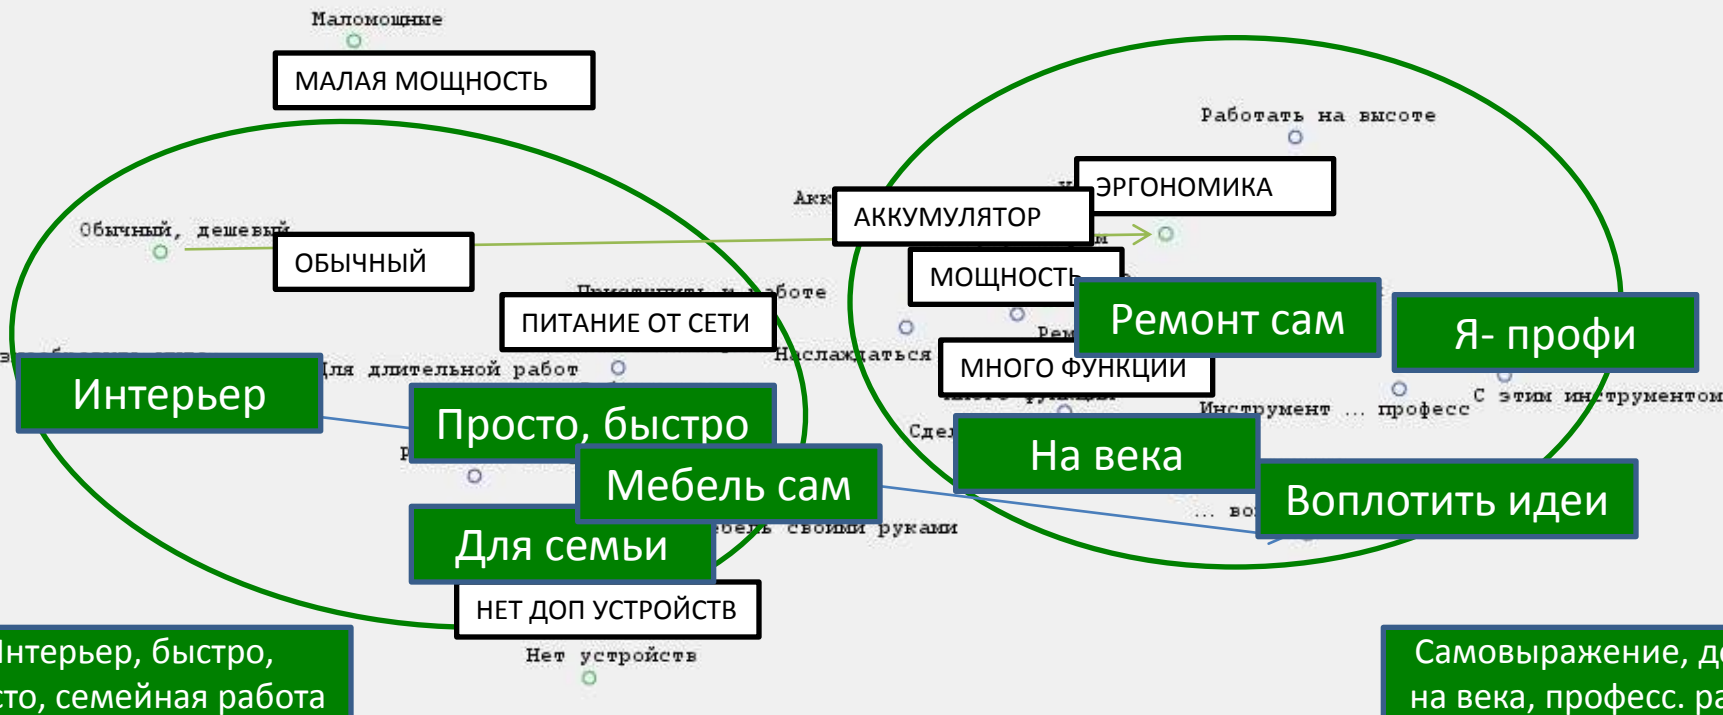 Маломощные
МАЛАЯ МОЩНОСТЬ
Работать на высоте
ЭРГОНОМИКА
АККУМУЛЯТОР
Обычный, дешевый
ОБЫЧНЫЙ
МОЩНОСТЬ
ПИТАНИЕ ОТ СЕТИ
Ремонт сам
Я- профи
Наслаждаться
МНОГО ФУНКЦИЙ
Для длительной работ
Интерьер
С этим инструментом
Инструмент ... професс
Просто, быстро
На века
Мебель сам
Воплотить идеи
своими руками
Для семьи
НЕТ ДОП УСТРОЙСТВ
Нет устройств
Интерьер, быстро,
семейная работа
Самовыражение,
на века, професс.